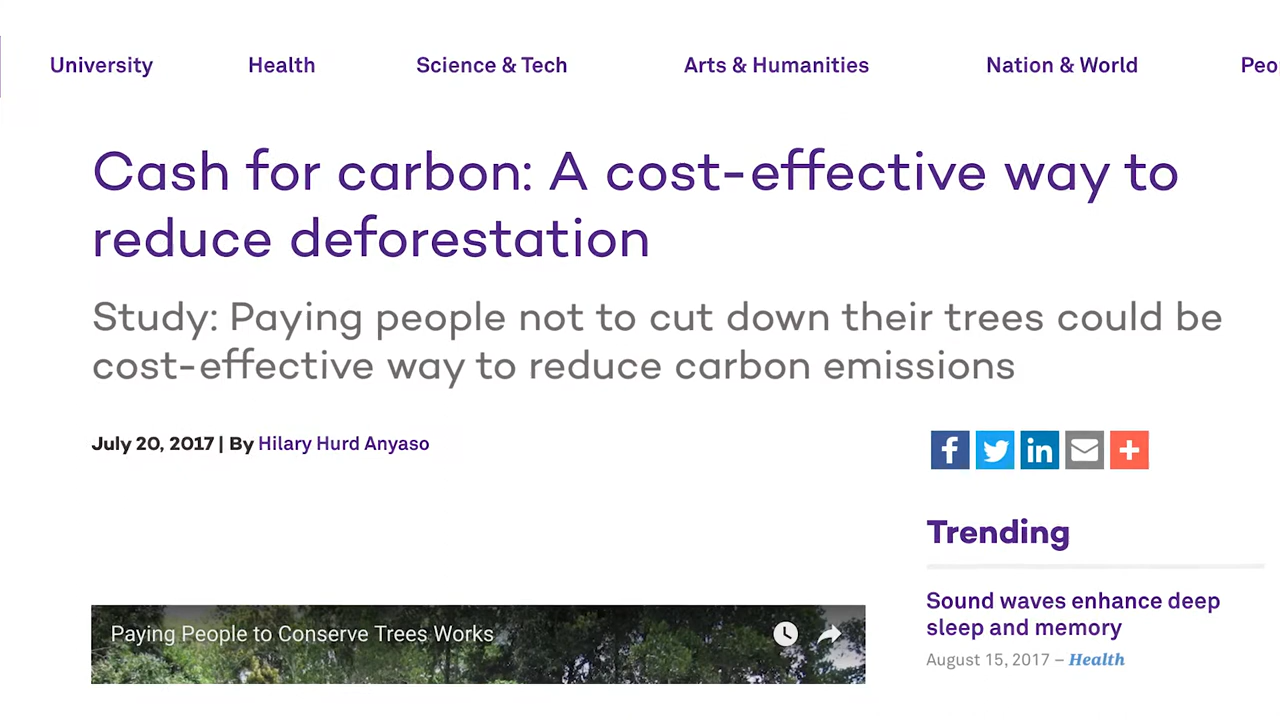 University Health Science & Tech Arts & Humanities Nation & World Peo
Cash for carbon: A cost-effective way to
reduce deforestation
Study: Paying people not to cut down their trees could be
cost-effective way to reduce carbon emissions
July 20, 2017 | By Hilary Hurd Anyaso
Trending
Sound waves enhance deep
sleep and memory
August 15, 2017 – Health
Paying People to Conserve Trees Works